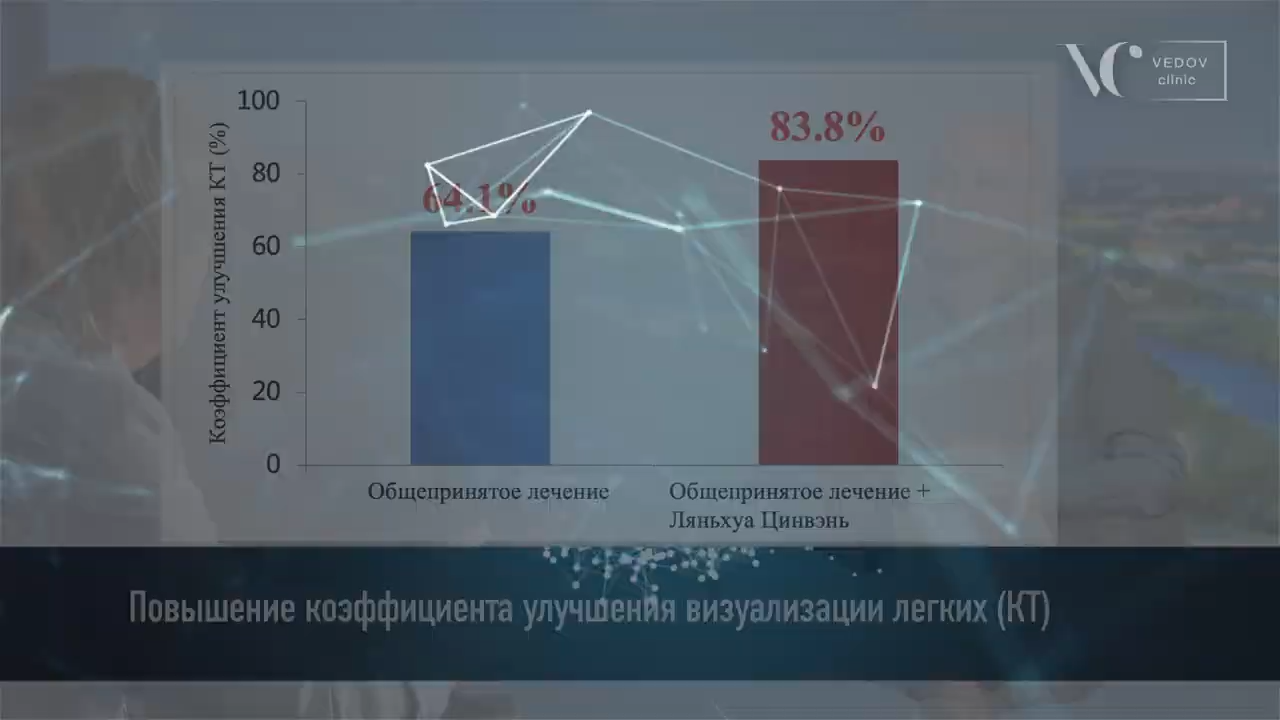 VC VEDOV
clinic
Коэффициент улучшения КТ (%)
100
80
60
40
20
0
64.1%
83.8%
Общепринятое лечение
Общепринятое лечение +
Ляньхуа Цинвэнь
Повышение коэффициента улучшения визуализации легких (КТ)